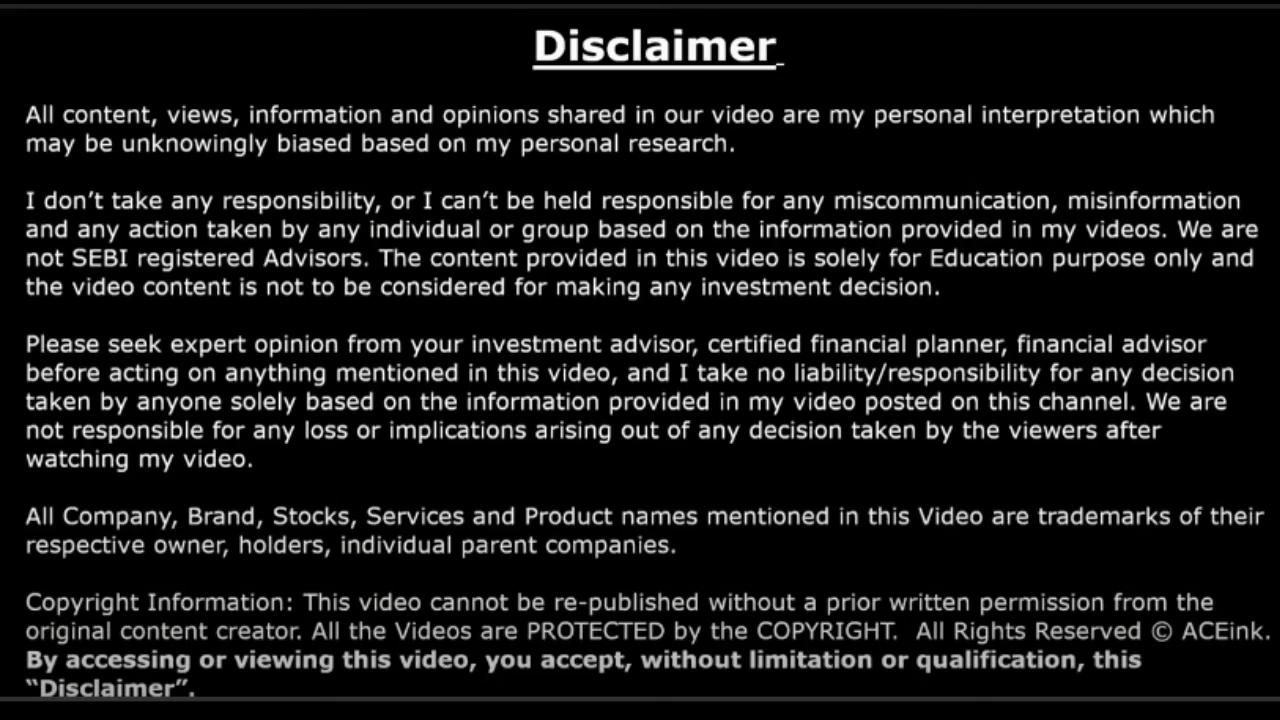 Disclaimer
All content, views, information and opinions shared in our video are my personal interpretation which
may be unknowingly biased based on my personal research.
I don’t take any responsibility, or I can’t be held responsible for any miscommunication, misinformation
and any action taken by any individual or group based on the information provided in my videos. We are
not SEBI registered Advisors. The content provided in this video is solely for Education purpose only and
the video content is not to be considered for making any investment decision.
Please seek expert opinion from your investment advisor, certified financial planner, financial advisor
before acting on anything mentioned in this video, and I take no liability/responsibility for any decision
taken by anyone solely based on the information provided in my video posted on this channel. We are
not responsible for any loss or implications arising out of any decision taken by the viewers after
watching my video.
All Company, Brand, Stocks, Services and Product names mentioned in this Video are trademarks of their
respective owner, holders, individual parent companies.
Copyright Information: This video cannot be re-published without a prior written permission from the
original content creator. All the Videos are PROTECTED by the COPYRIGHT.  All Rights Reserved © ACEink.
By accessing or viewing this video, you accept, without limitation or qualification, this
“Disclaimer”.